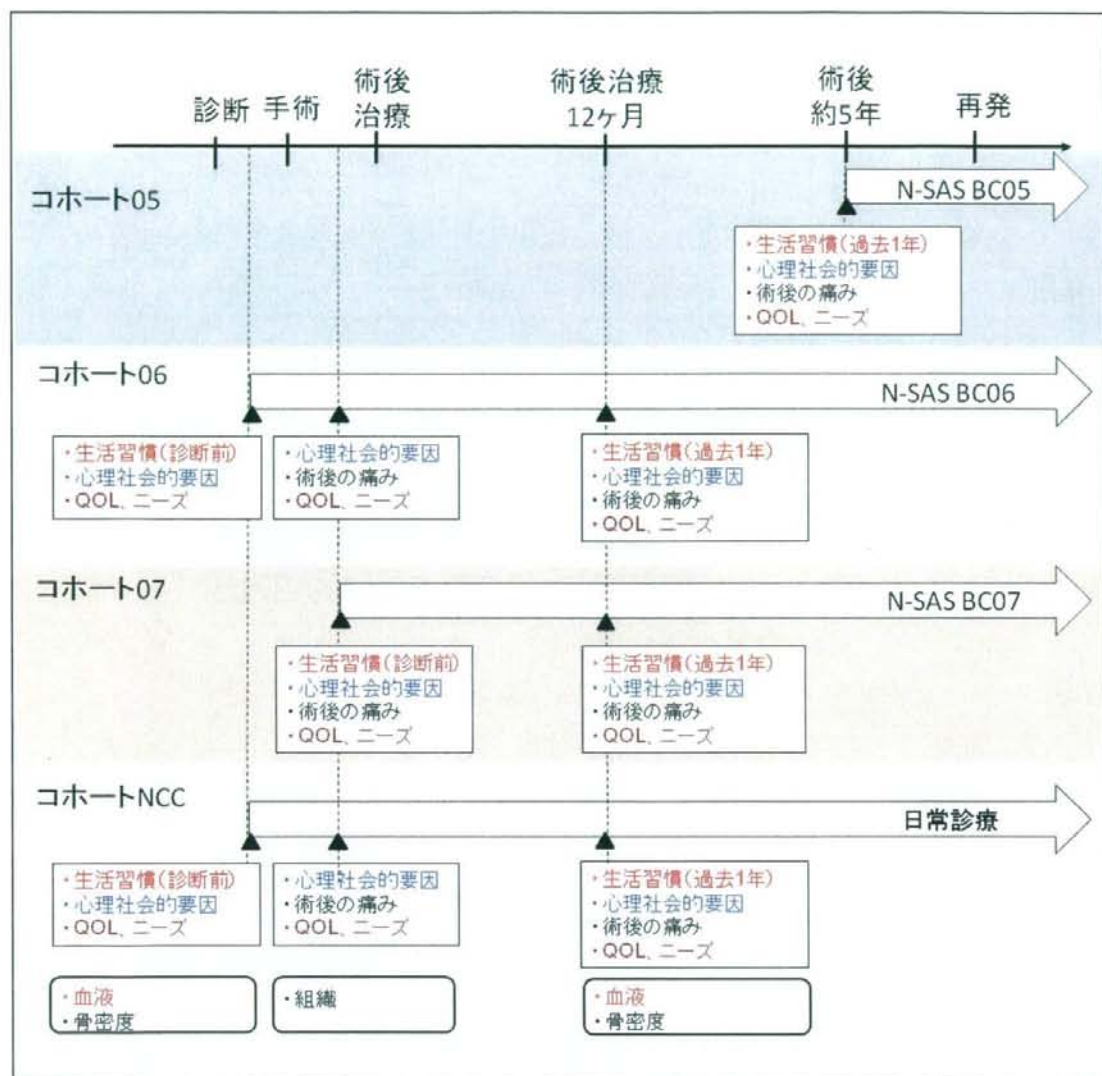 診断
手術
術後
治療
術後治療
12ヶ月
術後
約5年
再発
コホート05
N-SAS BC05
・生活習慣(過去1年)
・心理社会的要因
・術後の痛み
・QOL、ニーズ
コホート06
N-SAS BC06
・生活習慣(診断前)
・心理社会的要因
・QOL、ニーズ
・心理社会的要因
・術後の痛み
・QOL、ニーズ
・生活習慣(過去1年)
・心理社会的要因
・術後の痛み
・QOL、ニーズ
コホート07
N-SAS BC07
・生活習慣(診断前)
・心理社会的要因
・術後の痛み
・QOL、ニーズ
・生活習慣(過去1年)
・心理社会的要因
・術後の痛み
・QOL、ニーズ
コホートNCC
日常診療
・生活習慣(診断前)
・心理社会的要因
・QOL、ニーズ
・心理社会的要因
・術後の痛み
・QOL、ニーズ
・生活習慣(過去1年)
・心理社会的要因
・術後の痛み
・QOL、ニーズ
・血液
・骨密度
・組織
・血液
・骨密度